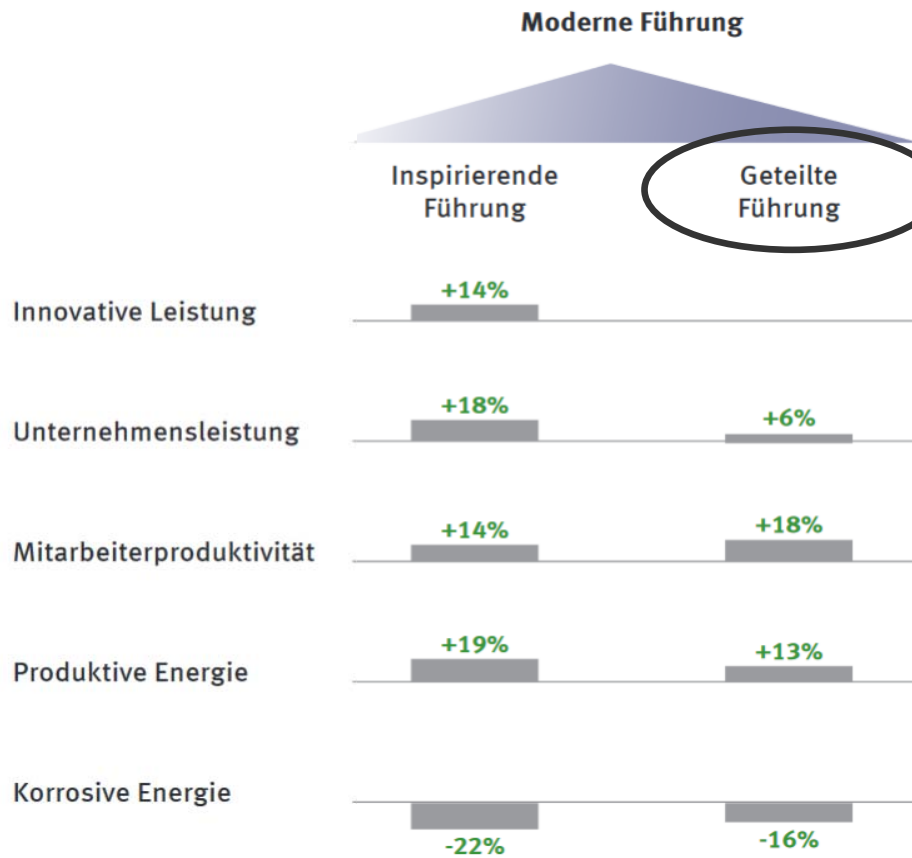 Moderne Führung
Inspirierende
Führung
Geteilte
Führung
Innovative Leistung
+14%
Unternehmensleistung
+18%
+6%
Mitarbeiterproduktivität
+14%
+18%
Produktive Energie
+19%
+13%
Korrosive Energie
-22%
-16%